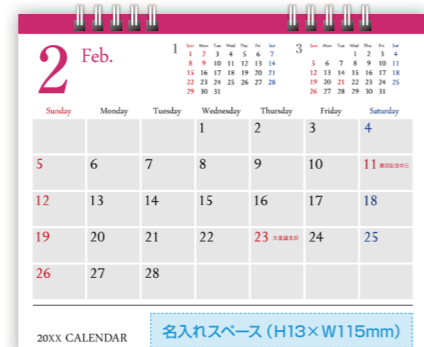 2 Feb.
1
Sun Mon Tue Wed Thu Fri Sat
1 2 3 4 5 6 7
8 9 10 11 12 13 14
15 16 17 18 19 20 21
22 23 24 25 26 27 28
29 30 31
3
Sun Mon Tue Wed Thu Fri Sat
1 2 3 4
5 6 7 8 9 10 11
12 13 14 15 16 17 18
19 20 21 22 23 24 25
26 27 28 29 30 31
Sunday Monday Tuesday Wednesday Thursday Friday Saturday
1 2 3 4
5 6 7 8 9 10 11 建国記念の日
12 13 14 15 16 17 18
19 20 21 22 23 天皇誕生日 24 25
26 27 28
20XX CALENDAR
名入れスペース（H13×W115mm）